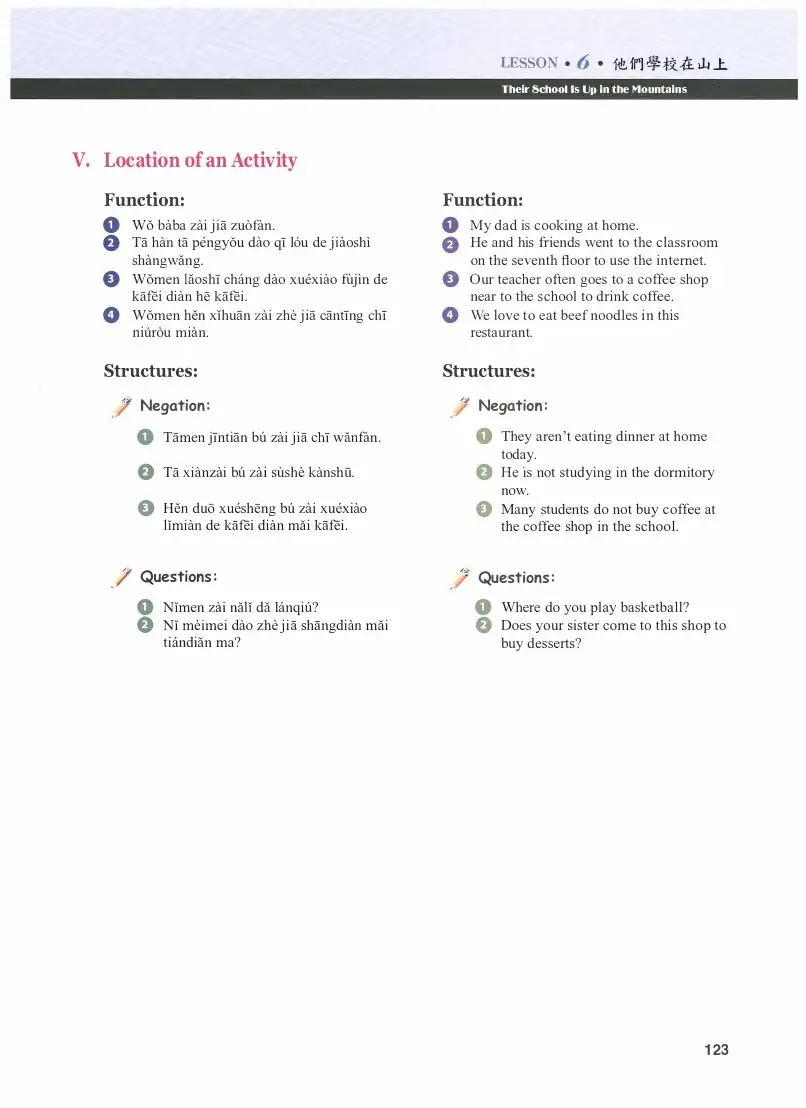 LESSON • 6 • 他們學校在山上
Their School Is Up in the Mountains
V. Location of an Activity
Function:
1 Wǒ bàba zài jiā zuòfàn.
2 Tā hàn tā péngyǒu dào qī lóu de jiàoshì
shàngwǎng.
3 Wǒmen lǎoshī cháng dào xuéxiào fùjìn de
kāfēi diàn hē kāfēi.
4 Wǒmen hěn xǐhuān zài zhè jiā cāntīng chī
niúròu miàn.
Structures:
Negation:
1 Tāmen jīntiān bú zài jiā chī wǎnfàn.
2 Tā xiànzài bú zài sùshè kànshū.
3 Hěn duō xuéshēng bú zài xuéxiào
lǐmiàn de kāfēi diàn mǎi kāfēi.
Questions:
1 Nǐmen zài nǎlǐ dǎ lánqiú?
2 Nǐ mèimei dào zhè jiā shāngdiàn mǎi
tiándiǎn ma?
Function:
1 My dad is cooking at home.
2 He and his friends went to the classroom
on the seventh floor to use the internet.
3 Our teacher often goes to a coffee shop
near to the school to drink coffee.
4 We love to eat beef noodles in this
restaurant.
Structures:
Negation:
1 They aren't eating dinner at home
today.
2 He is not studying in the dormitory
now.
3 Many students do not buy coffee at
the coffee shop in the school.
Questions:
1 Where do you play basketball?
2 Does your sister come to this shop to
buy desserts?
123